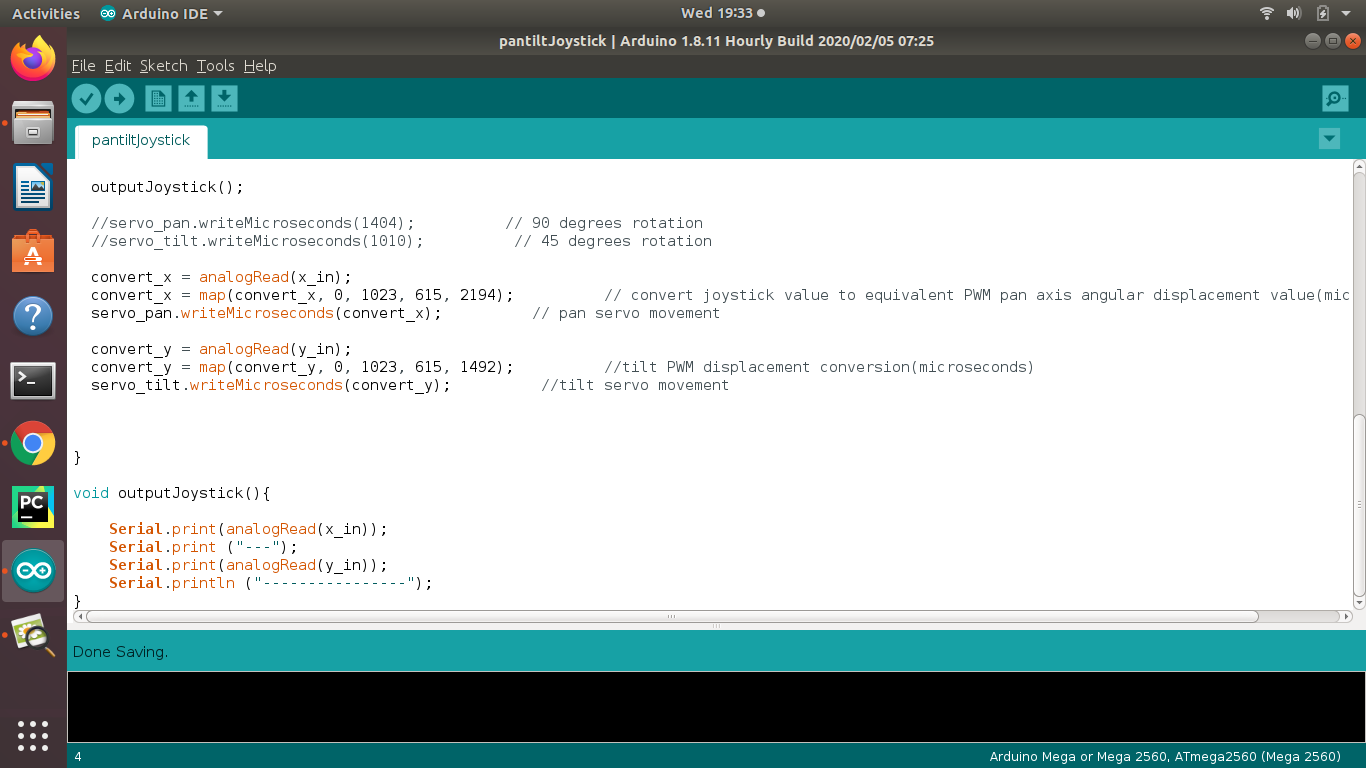 Activities Arduino IDE Wed 19:33
pantiltJoystick | Arduino 1.8.11 Hourly Build 2020/02/05 07:25
File Edit Sketch Tools Help
pantiltJoystick
outputJoystick();
//servo_pan.writeMicroseconds(1404);          // 90 degrees rotation
//servo_tilt.writeMicroseconds(1010);          // 45 degrees rotation
convert_x = analogRead(x_in);
convert_x = map(convert_x, 0, 1023, 615, 2194);          // convert joystick value to equivalent PWM pan axis angular displacement value(mic
servo_pan.writeMicroseconds(convert_x);          // pan servo movement
convert_y = analogRead(y_in);
convert_y = map(convert_y, 0, 1023, 615, 1492);          //tilt PWM displacement conversion(microseconds)
servo_tilt.writeMicroseconds(convert_y);          //tilt servo movement
}
void outputJoystick(){
Serial.print(analogRead(x_in));
Serial.print ("---");
Serial.print(analogRead(y_in));
Serial.println ("----------------");
}
PC
Done Saving.
4 Arduino Mega or Mega 2560, ATmega2560 (Mega 2560)